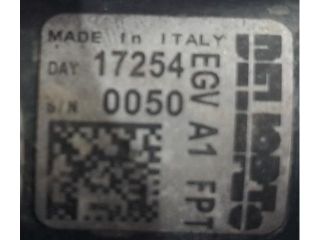 MADE In ITALY
DAY 17254
S/N 0050
EGV A1 FPT